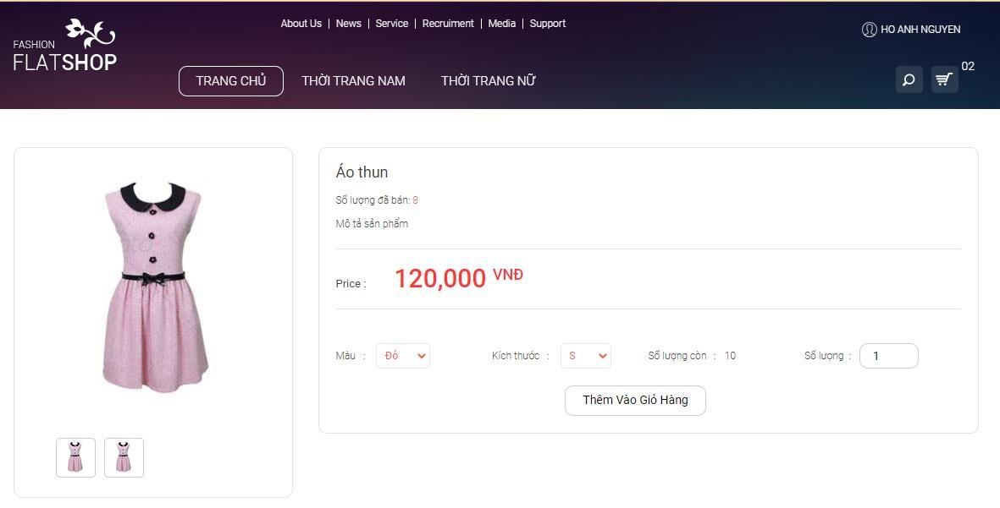 About Us | News | Service | Recruiment | Media | Support
HO ANH NGUYEN
FASHION
FLATSHOP
TRANG CHỦ THỜI TRANG NAM THỜI TRANG NỮ
02
Áo thun
Số lượng đã bán: 8
Mô tả sản phẩm
Price : 120,000 VNĐ
Màu : Đỏ Kích thước : S Số lượng còn : 10 Số lượng : 1
Thêm Vào Giỏ Hàng